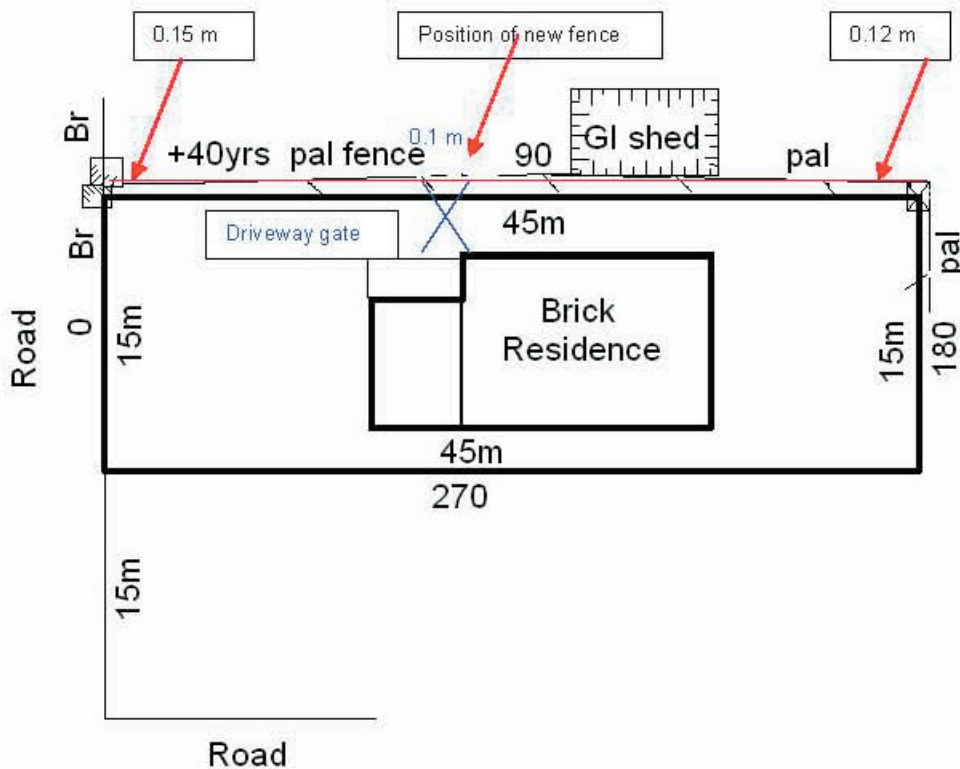 0.15 m
Position of new fence
0.12 m
Br
+40yrs pal fence
0.1 m
90
GI shed
pal
Br
Driveway gate
45m
pal
Road
0
15m
Brick
Residence
15m
180
45m
270
15m
Road